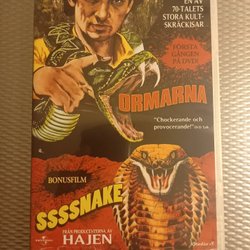 EN AV
70-TALETS
STORA KULT-
SKRÄCKISAR
FÖRSTA
GÅNGEN
PÅ DVD!
ORMARNA
"Chockerande och
provocerande!"
BONUSFILM
SSSSNAKE
FRÅN PRODUCENTERNA AV
HAJEN